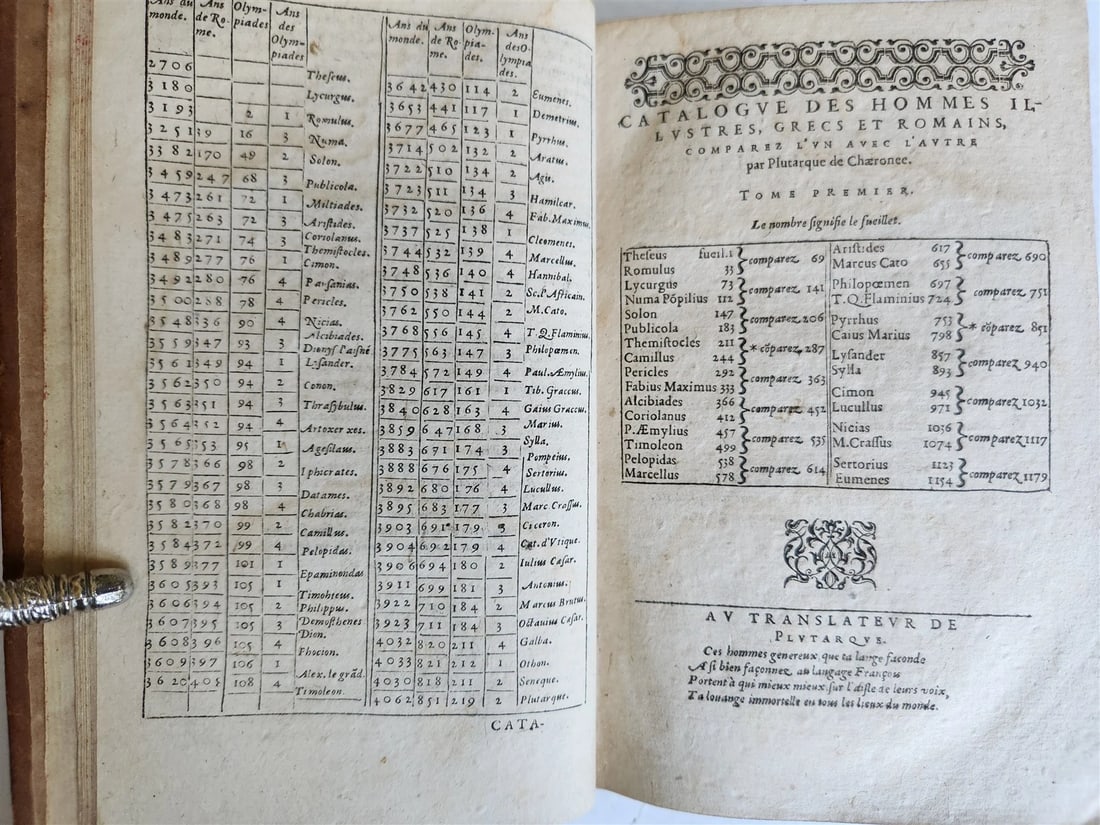 Ans du monde. Ans de Rome. Olympiades Ans des Olympiades
2706 Theseus.
3180 Lycurgus.
3193 2 1 Romulus.
3251 39 16 3 Numa.
3382 170 49 2 Solon.
3459 247 68 3 Publicola.
3473 261 72 1 Miltiades.
3475 263 72 3 Aristides.
3483 271 74 3 Coriolanus. Themistocles.
3489 277 76 1 Cimon.
3492 280 76 4 Pausanias.
3500 288 78 4 Pericles.
3548 336 90 4 Nicias.
3559 347 93 3 Alcibiades. Dionys l'aisné
3561 349 94 1 Lysander.
3562 350 94 2 Conon.
3563 351 94 3 Thrasybulus.
3564 352 94 4 Artoxerxes.
3565 353 95 1 Agesilaus.
3578 366 98 2 Iphicrates.
3579 367 98 3 Datames.
3580 368 98 4 Chabrias.
3582 370 99 2 Camillus.
3584 372 99 4 Pelopidas.
3589 377 101 1 Epaminondas
3605 393 105 1 Timotheus.
3606 394 105 2 Philippus.
3607 395 105 3 Demosthenes
3608 396 105 4 Dion. Phocion.
3609 397 106 1
3620 405 108 4 Alex. le grãd. Timoleon.
Ans du monde. Ans de Rome. Olympiades. Ans des Olympiades.
3642 430 114 2 Eumenes.
3653 441 117 1 Demetrius.
3677 465 123 1 Pyrrhus.
3714 502 132 2 Aratus.
3722 510 134 2 Agis.
3723 511 134 3 Hamilcar.
3732 520 136 4 Fab. Maximus
3737 525 138 1 Cleomenes.
3744 532 139 4 Marcellus.
3748 536 140 4 Hannibal.
3750 538 141 2 Sc. l'Africain.
3762 550 144 2 M. Cato.
3768 556 145 4 T. Q. Flaminius.
3775 563 147 3 Philopœmen.
3784 572 149 4 Paul. Æmylius.
3829 617 161 1 Tib. Graccus.
3840 628 163 4 Gaius Graccus.
3859 647 168 3 Marius.
3883 671 174 3 Sylla. Pompeius.
3888 676 175 4 Sertorius.
3892 680 176 4 Lucullus.
3895 683 177 3 Marc. Crassus.
3903 691 179 3 Ciceron.
3904 692 179 4 Cat. d'Vtique.
3906 694 180 2 Iulius Cæsar.
3911 699 181 3 Antonius.
3922 710 184 2 Marcus Brutus.
3923 711 184 3 Octauius Cæsar.
4032 820 211 4 Galba.
4033 821 212 1 Othon.
4030 818 211 2 Seneque.
4062 851 219 2 Plutarque.
CATA-
CATALOGVE DES HOMMES IL-
LVSTRES, GRECS ET ROMAINS,
COMPAREZ L'VN AVEC L'AVTRE
par Plutarque de Chæronee.
TOME PREMIER.
Le nombre signifie le fueillet.
Theseus fueil. 1
Romulus 33
comparez 69
Lycurgus 73
Numa Põpilius 112
comparez 141
Solon 147
Publicola 183
comparez 206
Themistocles 211
Camillus 244
* cõparez 287
Pericles 292
Fabius Maximus 333
comparez 363
Alcibiades 366
Coriolanus 412
comparez 452
P. Æmylius 457
Timoleon 499
comparez 535
Pelopidas 538
Marcellus 578
comparez 614
Aristides 617
Marcus Cato 655
comparez 690
Philopœmen 697
T. Q. Flaminius 724
comparez 751
Pyrrhus 753
Caius Marius 798
* cõparez 851
Lysander 857
Sylla 893
comparez 940
Cimon 945
Lucullus 971
comparez 1032
Nicias 1036
M. Crassus 1074
comparez 1117
Sertorius 1123
Eumenes 1154
comparez 1179
AV TRANSLATEVR DE
PLVTARQVE.
Ces hommes genereux que ta langue faconde
A si bien façonnez au langage François
Portent à qui mieux mieux sur l'aisle de leurs voix,
Ta louange immortelle en tous les lieux du monde.